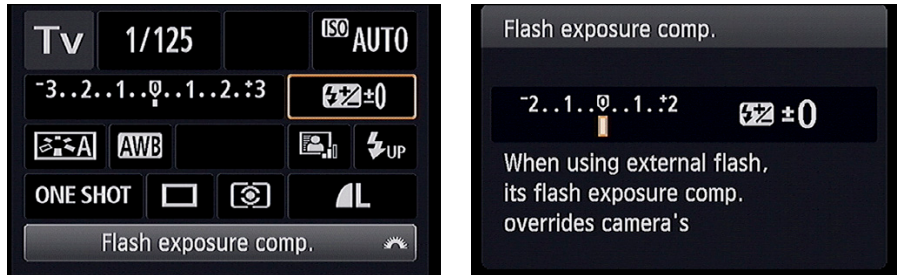 Tv 1/125 ISO AUTO
-3..2..1..0..1..2.:+3 ±0
A AWB UP
ONE SHOT L
Flash exposure comp.
Flash exposure comp.
-2..1..0..1.:+2 ±0
When using external flash,
its flash exposure comp.
overrides camera's